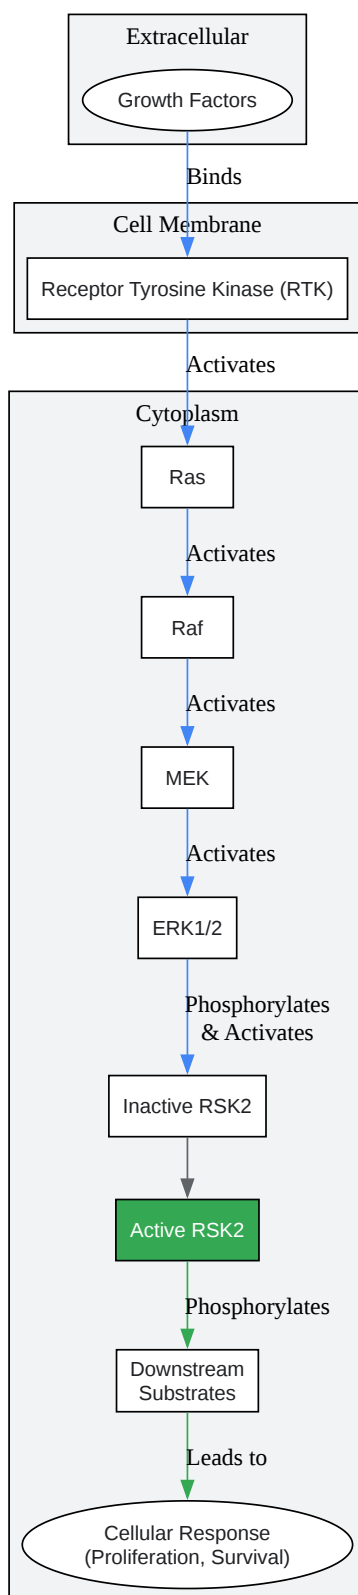 Extracellular
Growth Factors
Binds
Cell Membrane
Receptor Tyrosine Kinase (RTK)
Activates
Cytoplasm
Ras
Activates
Raf
Activates
MEK
Activates
ERK1/2
Phosphorylates
& Activates
Inactive RSK2
Active RSK2
Phosphorylates
Downstream
Substrates
Leads to
Cellular Response
(Proliferation, Survival)